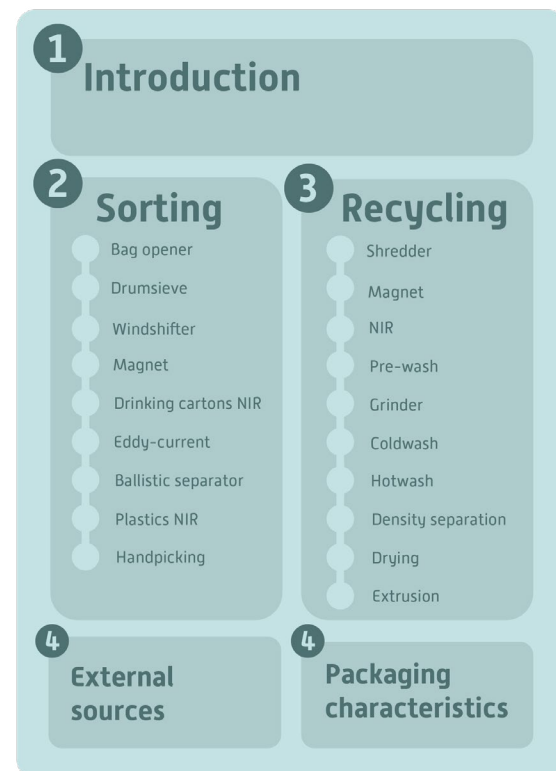 1
Introduction
2
Sorting
Bag opener
Drumsieve
Windshifter
Magnet
Drinking cartons NIR
Eddy-current
Ballistic separator
Plastics NIR
Handpicking
3
Recycling
Shredder
Magnet
NIR
Pre-wash
Grinder
Coldwash
Hotwash
Density separation
Drying
Extrusion
4
External
sources
4
Packaging
characteristics